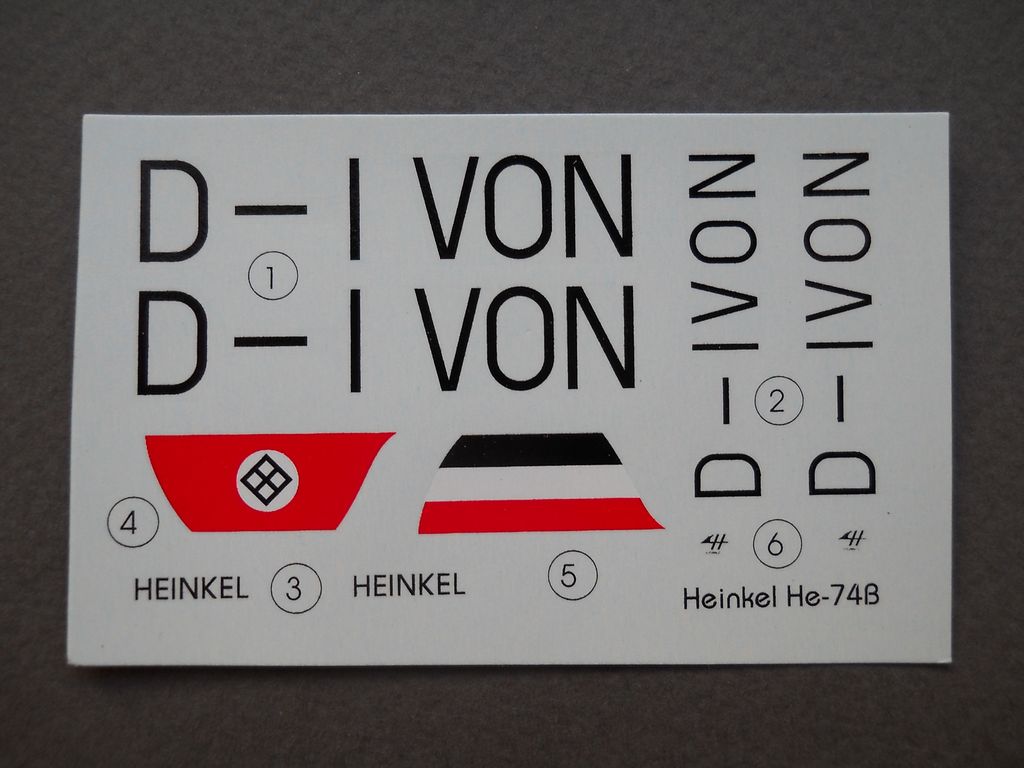 D-IVON
1
D-IVON
D-IVON
D-IVON
2
4
HEINKEL
3
HEINKEL
5
6
Heinkel He-74B